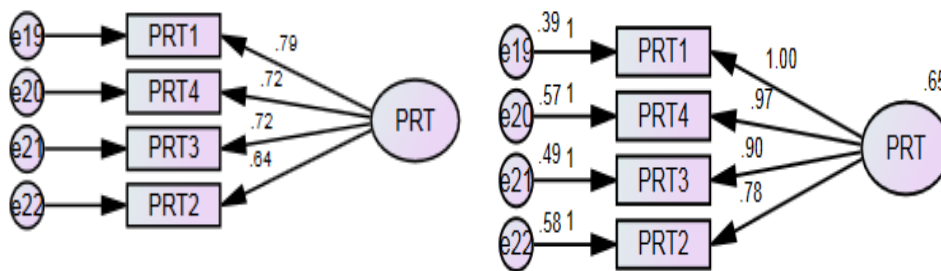 e19 PRT1 .79
e20 PRT4 .72
e21 PRT3 .72
e22 PRT2 .64
PRT
.39 1
e19 PRT1 1.00
.57 1
e20 PRT4 .97
.49 1
e21 PRT3 .90
.58 1
e22 PRT2 .78
.65
PRT